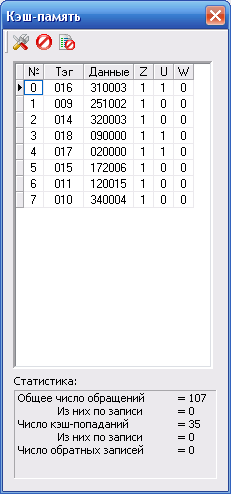 Кэш-память
№ Тэг Данные Z U W
0 016 310003 1 1 0
1 009 251002 1 0 0
2 014 320003 1 0 0
3 018 090000 1 1 0
4 017 020000 1 1 0
5 015 172006 1 0 0
6 011 120015 1 0 0
7 010 340004 1 0 0
Статистика:
Общее число обращений = 107
Из них по записи = 0
Число кэш-попаданий = 35
Из них по записи = 0
Число обратных записей = 0